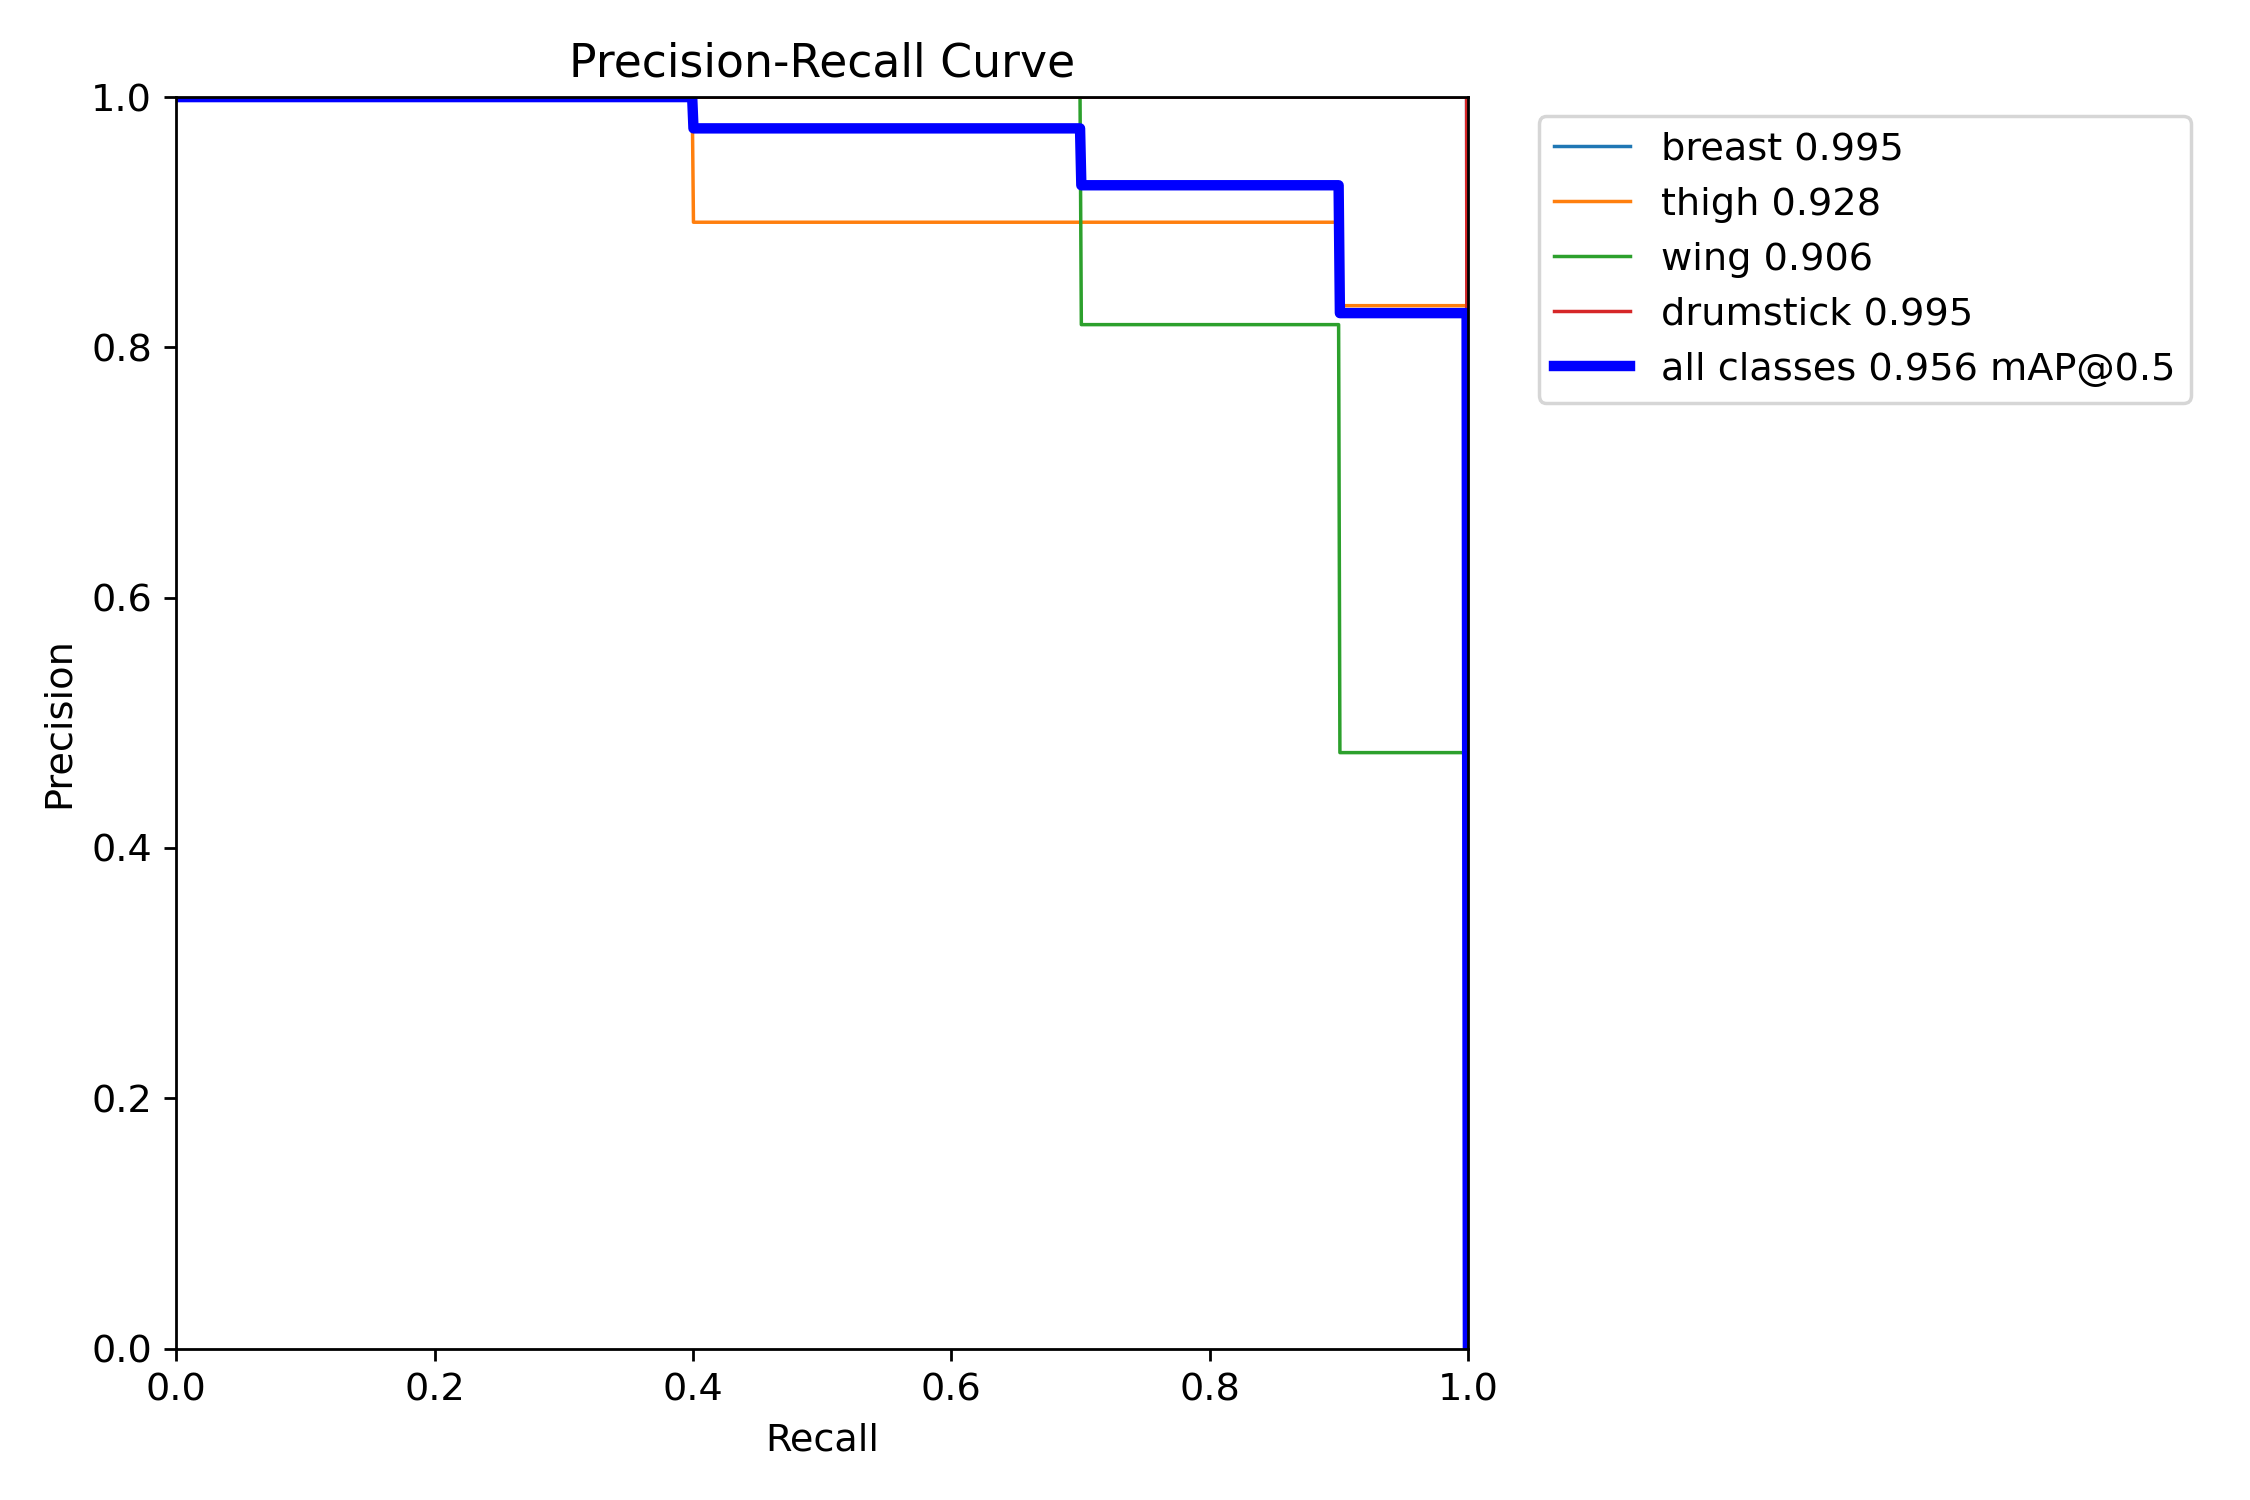 Precision-Recall Curve
1.0
0.8
0.6
0.4
0.2
0.0
Precision
0.0 0.2 0.4 0.6 0.8 1.0
Recall
breast 0.995
thigh 0.928
wing 0.906
drumstick 0.995
all classes 0.956 mAP@0.5